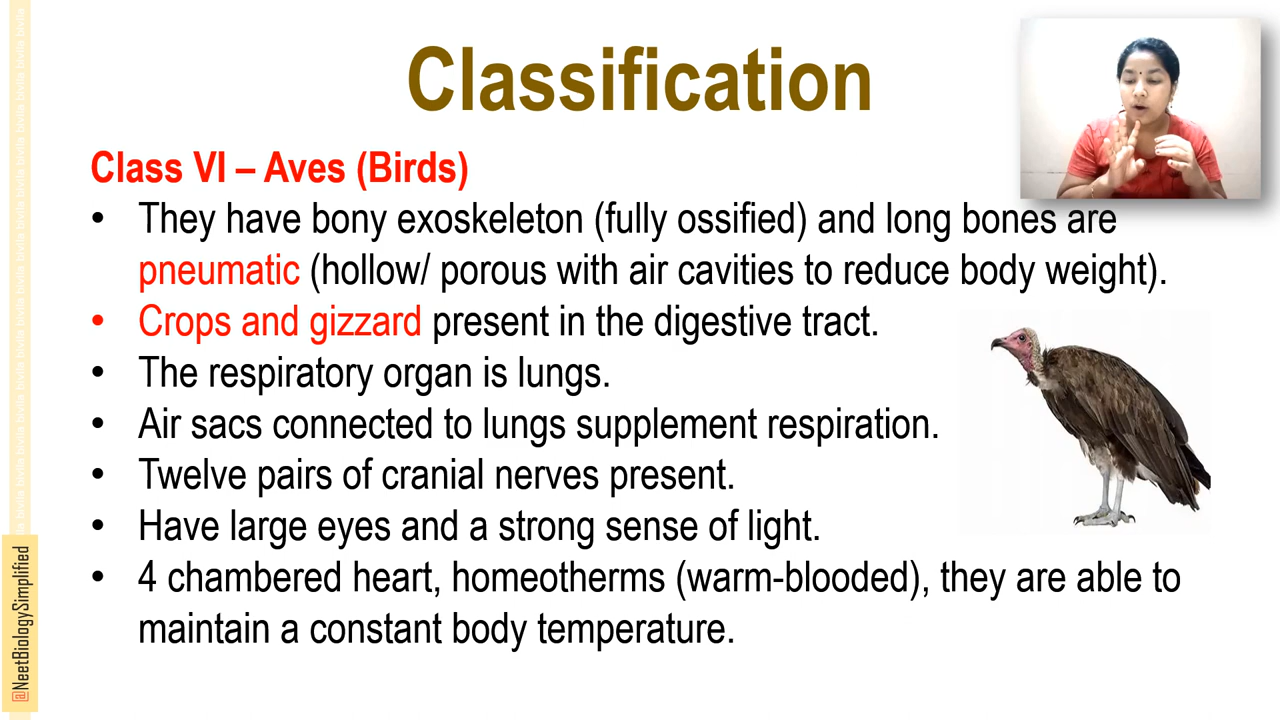 Classification
Class VI – Aves (Birds)
• They have bony exoskeleton (fully ossified) and long bones are
pneumatic (hollow/ porous with air cavities to reduce body weight).
• Crops and gizzard present in the digestive tract.
• The respiratory organ is lungs.
• Air sacs connected to lungs supplement respiration.
• Twelve pairs of cranial nerves present.
• Have large eyes and a strong sense of light.
• 4 chambered heart, homeotherms (warm-blooded), they are able to
maintain a constant body temperature.
@NeetBiologySimplified